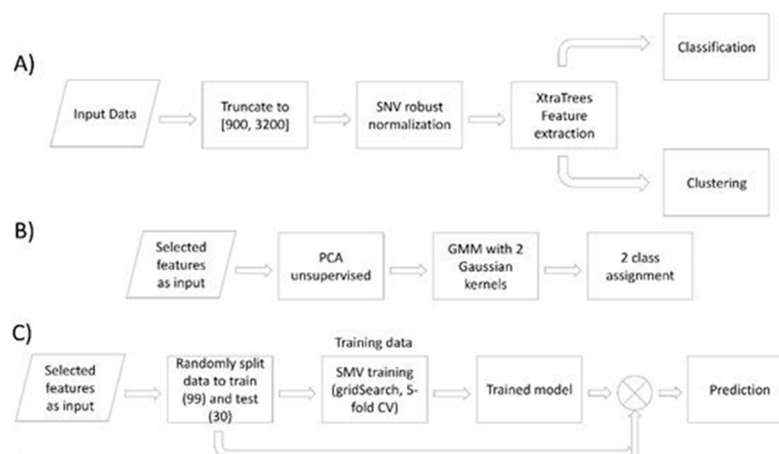 A)
Input Data
Truncate to
[900, 3200]
SNV robust
normalization
XtraTrees
Feature
extraction
Classification
Clustering
B)
Selected
features
as input
PCA
unsupervised
GMM with 2
Gaussian
kernels
2 class
assignment
C)
Selected
features
as input
Randomly split
data to train
(99) and test
(30)
Training data
SMV training
(gridSearch, 5-
fold CV)
Trained model
Prediction